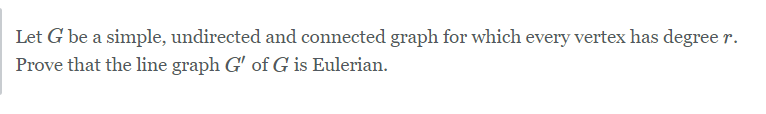 Let G be a simple, undirected and connected graph for which every vertex has degree r.
Prove that the line graph G′ of G is Eulerian.